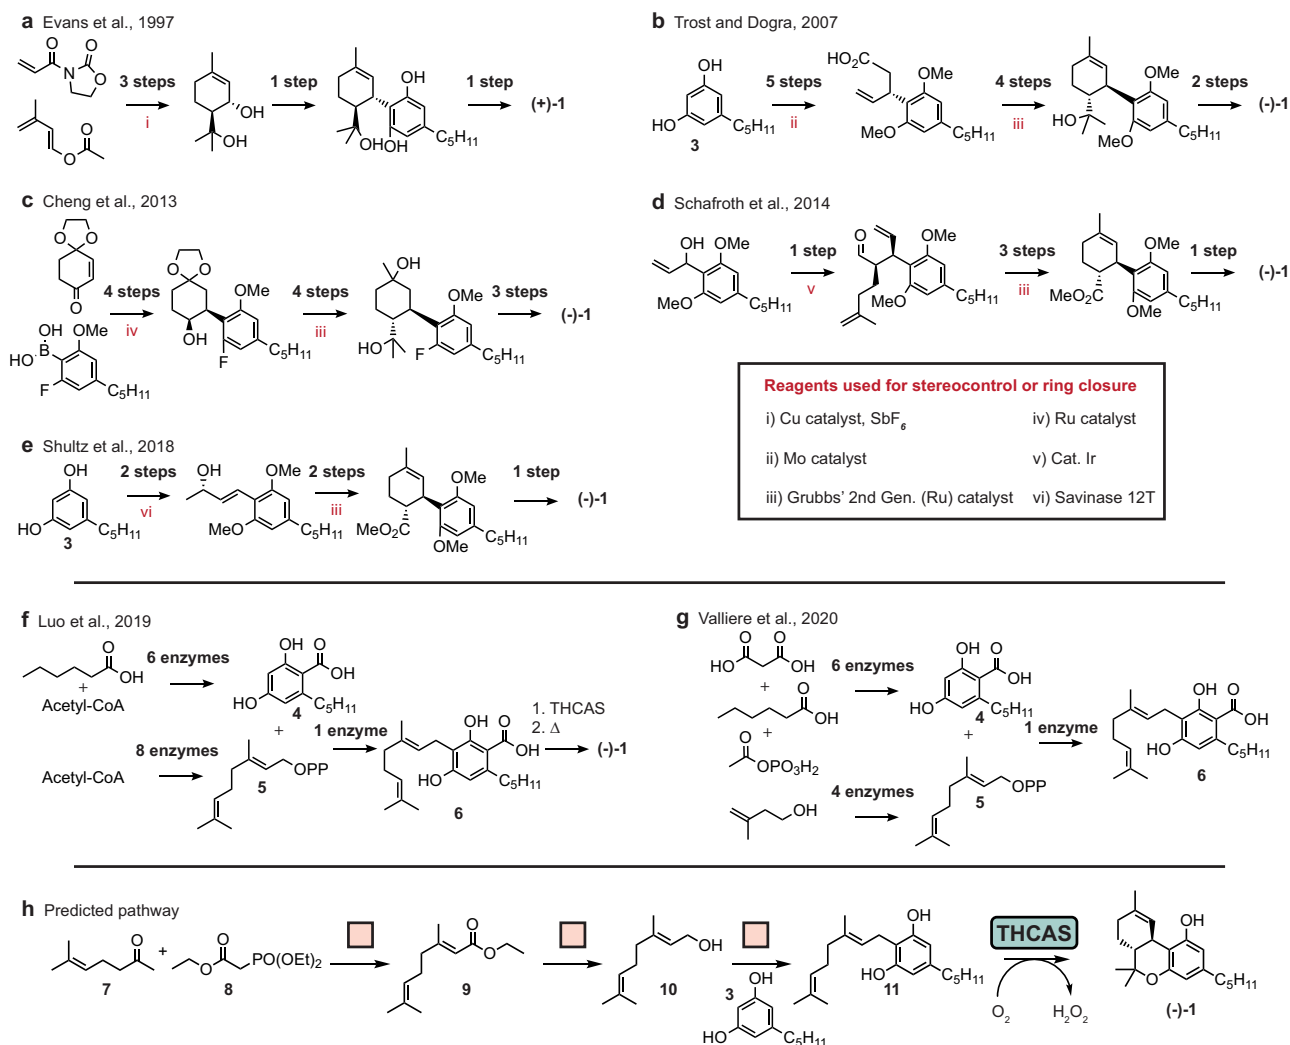 a Evans et al., 1997
O
O
N
O
O
O
3 steps
i
OH
OH
1 step
OH
OH
OH
C5H11
1 step
(+)-1
b Trost and Dogra, 2007
OH
HO
C5H11
3
5 steps
ii
HO2C
OMe
MeO
C5H11
4 steps
iii
OMe
HO
MeO
C5H11
2 steps
(-)-1
c Cheng et al., 2013
O
O
O
OH
B
HO
OMe
F
C5H11
4 steps
iv
O
O
OMe
OH
F
C5H11
4 steps
iii
OH
OMe
HO
F
C5H11
3 steps
(-)-1
d Schafroth et al., 2014
OH
OMe
MeO
C5H11
1 step
v
O
OMe
MeO
C5H11
3 steps
iii
OMe
MeO2C
OMe
C5H11
1 step
(-)-1
Reagents used for stereocontrol or ring closure
i) Cu catalyst, SbF6
iv) Ru catalyst
ii) Mo catalyst
v) Cat. Ir
iii) Grubbs' 2nd Gen. (Ru) catalyst
vi) Savinase 12T
e Shultz et al., 2018
OH
HO
C5H11
3
2 steps
vi
OH
OMe
MeO
C5H11
2 steps
iii
OMe
MeO2C
OMe
C5H11
1 step
(-)-1
f Luo et al., 2019
O
OH
+
Acetyl-CoA
6 enzymes
OH
O
OH
HO
C5H11
4
+
Acetyl-CoA
8 enzymes
OPP
5
1 enzyme
OH
O
OH
HO
C5H11
6
1. THCAS
2. Δ
(-)-1
g Valliere et al., 2020
O
O
HO
OH
+
O
OH
+
O
OPO3H2
6 enzymes
OH
O
OH
HO
C5H11
4
+
OH
4 enzymes
OPP
5
1 enzyme
OH
O
OH
HO
C5H11
6
h Predicted pathway
O
7
+
O
O
PO(OEt)2
8
O
O
9
OH
10
3
OH
HO
C5H11
OH
OH
C5H11
11
THCAS
O2
H2O2
OH
O
C5H11
(-)-1